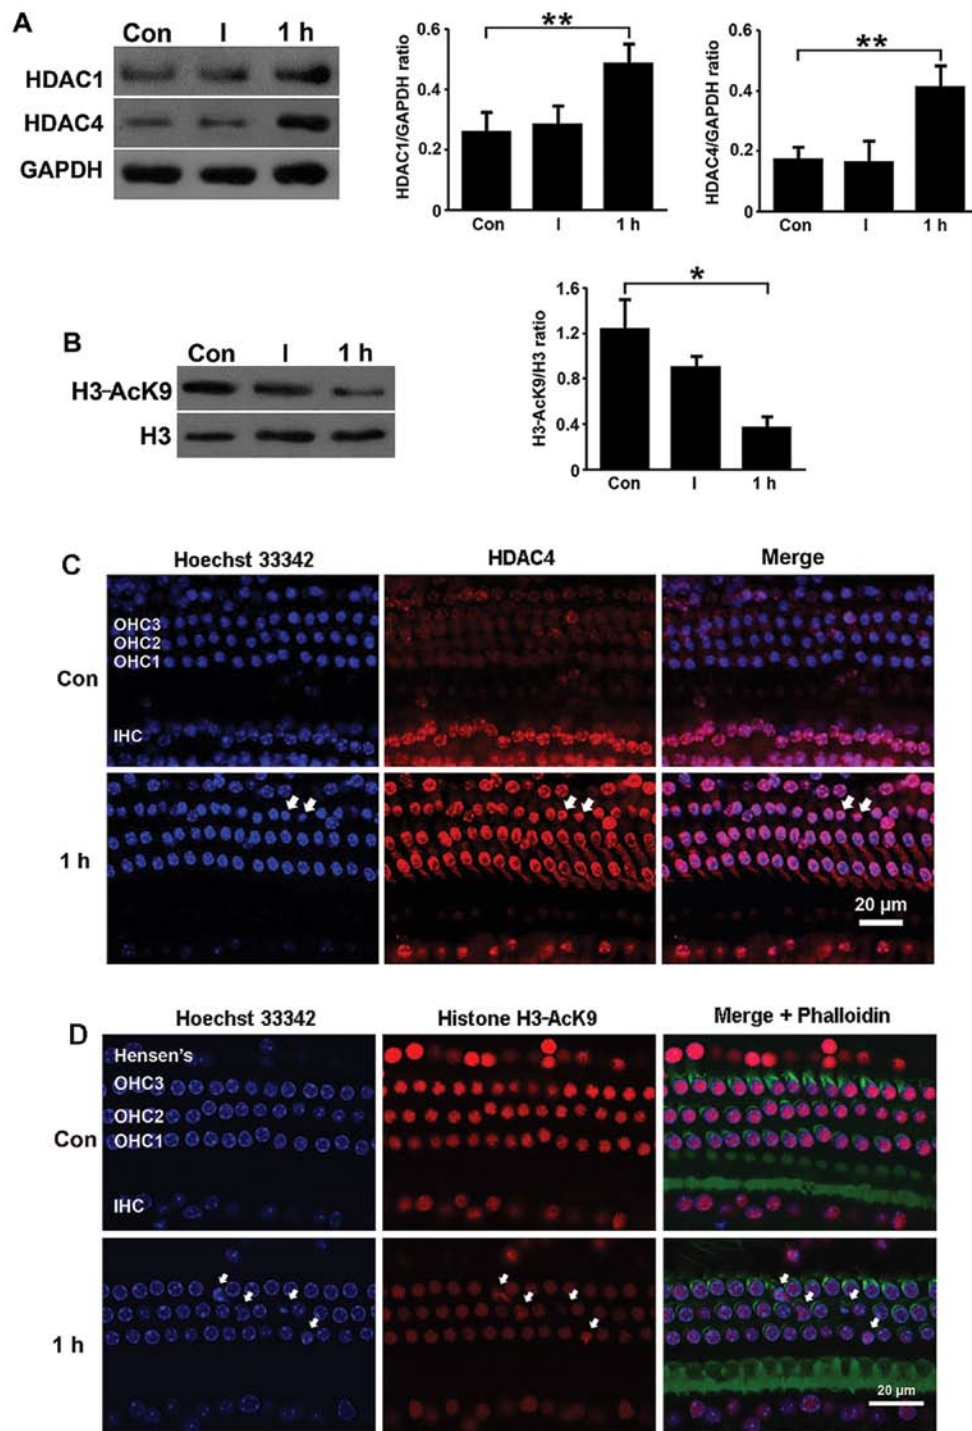 A
Con I 1 h
HDAC1
HDAC4
GAPDH
HDAC1/GAPDH ratio
0.6
0.4
0.2
0
**
Con I 1 h
HDAC4/GAPDH ratio
0.6
0.4
0.2
0
**
Con I 1 h
B
Con I 1 h
H3-AcK9
H3
H3-AcK9/H3 ratio
1.6
1.2
0.8
0.4
0
*
Con I 1 h
C
Hoechst 33342 HDAC4 Merge
Con
OHC3
OHC2
OHC1
IHC
1 h
20 µm
D
Hoechst 33342 Histone H3-AcK9 Merge + Phalloidin
Con
Hensen's
OHC3
OHC2
OHC1
IHC
1 h
20 µm